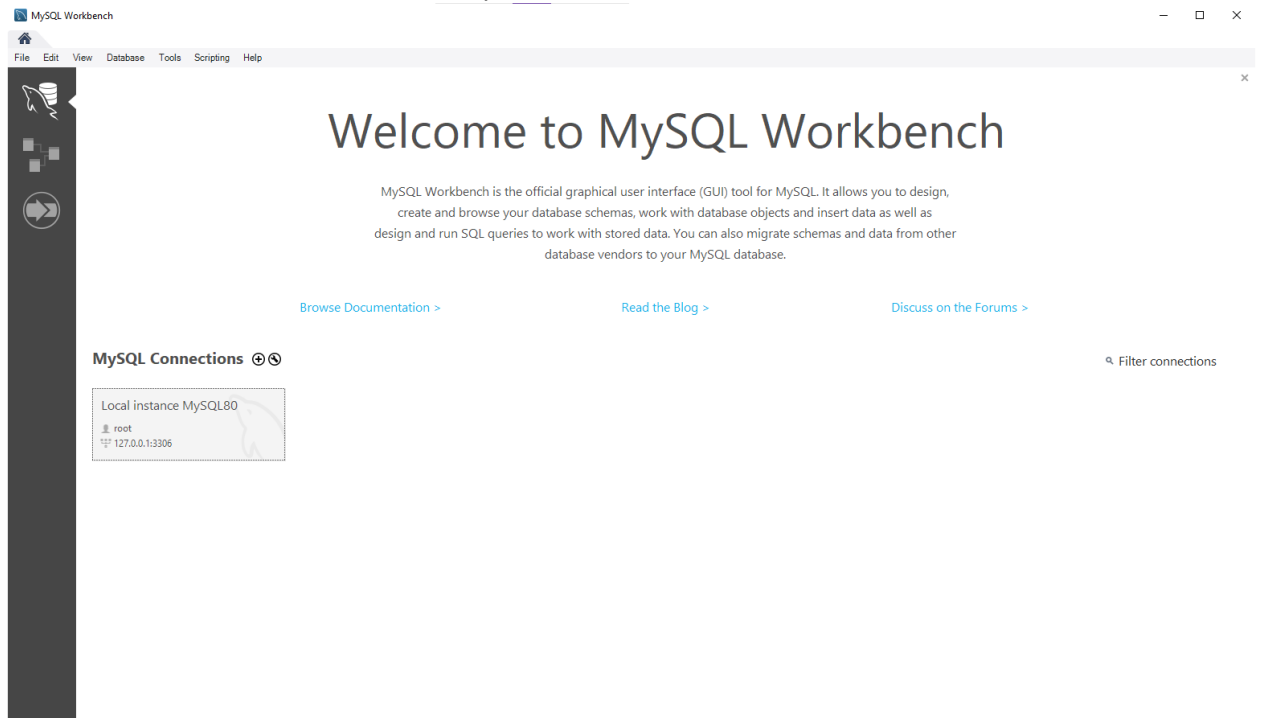 MySQL Workbench
File Edit View Database Tools Scripting Help
Welcome to MySQL Workbench
MySQL Workbench is the official graphical user interface (GUI) tool for MySQL. It allows you to design,
create and browse your database schemas, work with database objects and insert data as well as
design and run SQL queries to work with stored data. You can also migrate schemas and data from other
database vendors to your MySQL database.
Browse Documentation > Read the Blog > Discuss on the Forums >
MySQL Connections Filter connections
Local instance MySQL80
root
127.0.0.1:3306